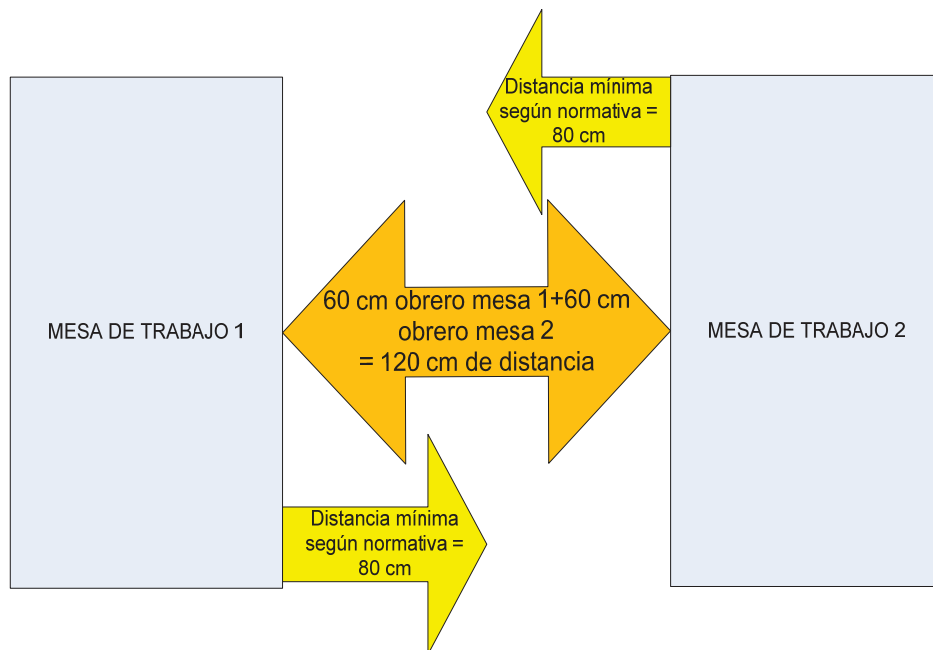 Distancia mínima
según normativa =
80 cm
MESA DE TRABAJO 1
60 cm obrero mesa 1+60 cm
obrero mesa 2
= 120 cm de distancia
MESA DE TRABAJO 2
Distancia mínima
según normativa =
80 cm